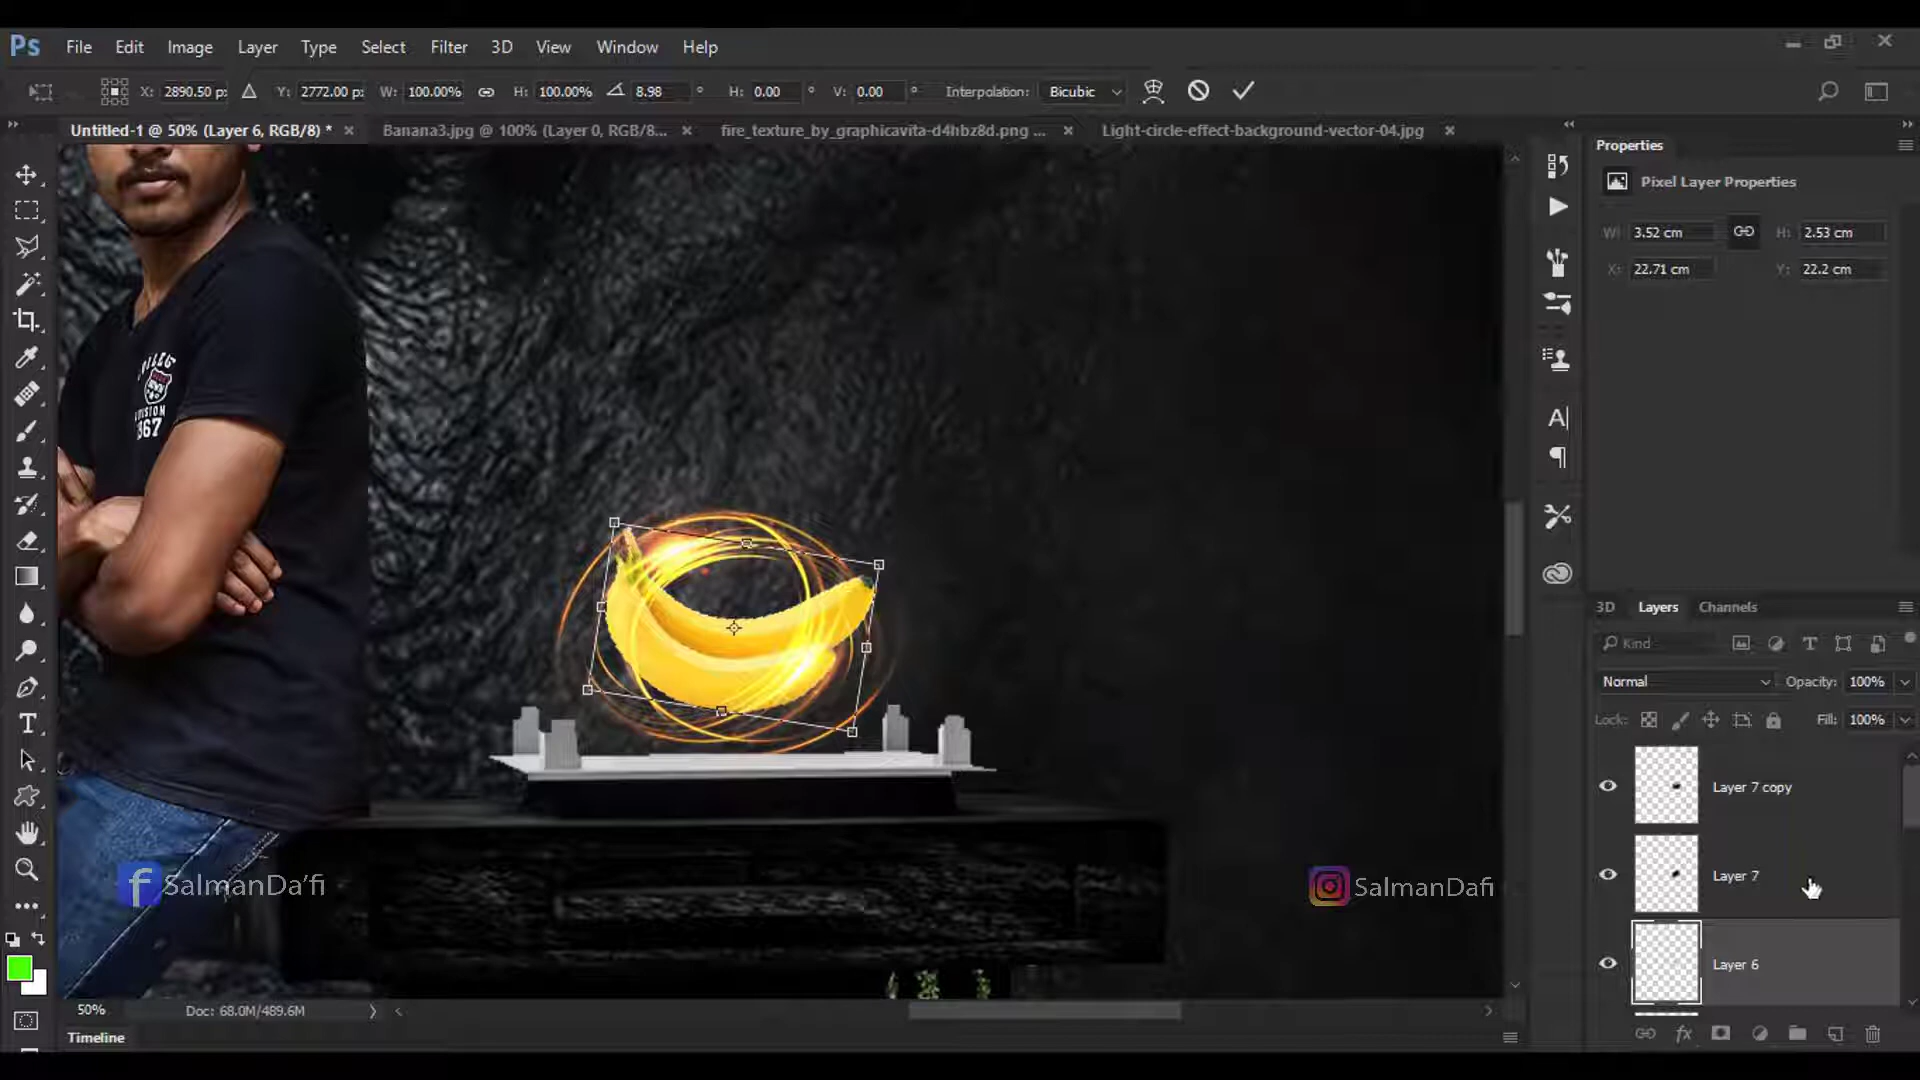 Ps File Edit Image Layer Type Select Filter 3D View Window Help
X: 2890.50 p: Y: 2772.00 p: W: 100.00% H: 100.00% 8.98 ° H: 0.00 ° V: 0.00 ° Interpolation: Bicubic
Untitled-1 @ 50% (Layer 6, RGB/8) * Banana3.jpg @ 100% (Layer 0, RGB/8... fire_texture_by_graphicavita-d4hbz8d.png ... Light-circle-effect-background-vector-04.jpg
Properties
Pixel Layer Properties
W: 3.52 cm H: 2.53 cm
X: 22.71 cm Y: 22.2 cm
3D Layers Channels
Kind
Normal Opacity: 100%
Lock: Fill: 100%
Layer 7 copy
Layer 7
Layer 6
SalmanDa'fi
SalmanDafi
50% Doc: 68.0M/489.6M
Timeline